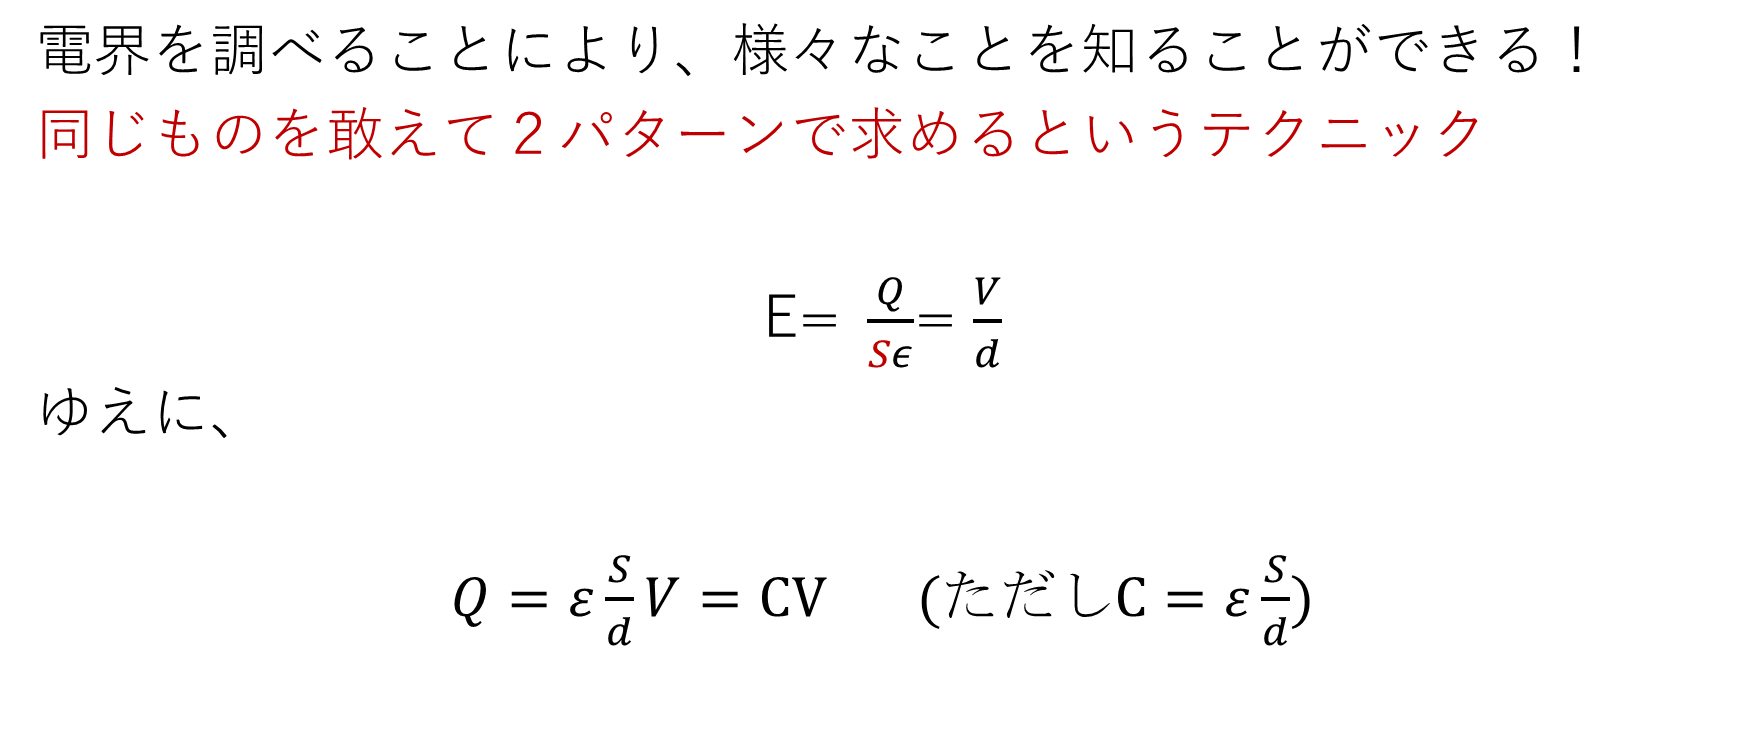 電界を調べることにより、様々なことを知ることができる！
同じものを敢えて２パターンで求めるというテクニック
E= Q/Sϵ = V/d
ゆえに、
Q = ε S/d V = CV (ただしC = ε S/d)